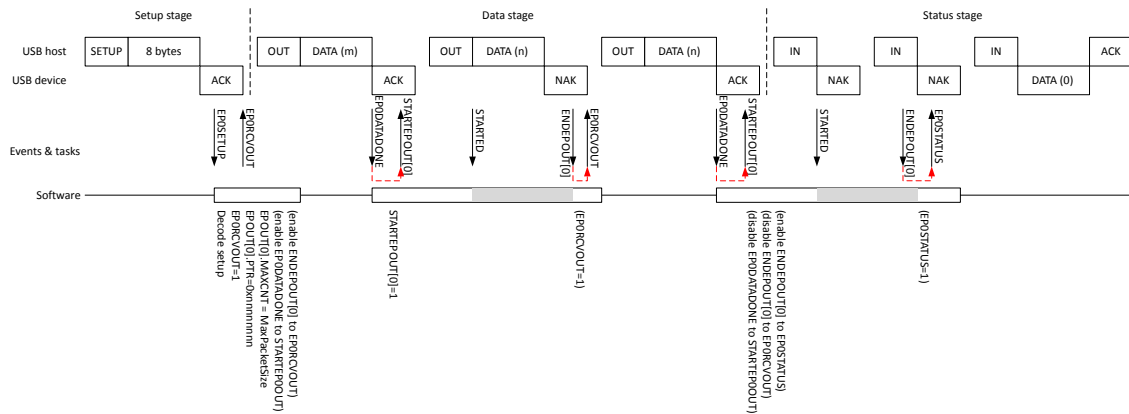 Setup stage
Data stage
Status stage
USB host
SETUP
8 bytes
OUT
DATA (m)
OUT
DATA (n)
OUT
DATA (n)
IN
IN
IN
ACK
USB device
ACK
ACK
NAK
ACK
NAK
NAK
DATA (0)
Events & tasks
EP0SETUP
EP0RCVOUT
EP0DATADONE
STARTEPOUT[0]
STARTED
ENDEPOUT[0]
EP0RCVOUT
EP0DATADONE
STARTEPOUT[0]
STARTED
ENDEPOUT[0]
EP0STATUS
Software
(enable ENDEPOUT[0] to EP0RCVOUT)
(enable EP0DATADONE to STARTEP0OUT)
EPOUT[0].MAXCNT = MaxPacketSize
EPOUT[0].PTR=0xnnnnnnnn
EP0RCVOUT=1
Decode setup
STARTEPOUT[0]=1
(EP0RCVOUT=1)
(enable ENDEPOUT[0] to EP0STATUS)
(disable ENDEPOUT[0] to EP0RCVOUT)
(disable EP0DATADONE to STARTEP0OUT)
(EP0STATUS=1)